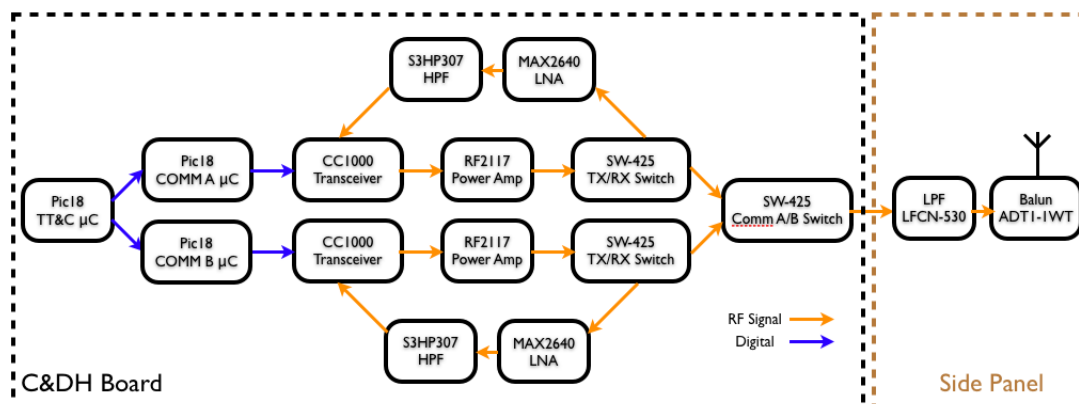 S3HP307
HPF
MAX2640
LNA
Pic18
COMM A µC
CC1000
Transceiver
RF2117
Power Amp
SW-425
TX/RX Switch
Pic18
TT&C µC
SW-425
Comm A/B Switch
LPF
LFCN-530
Balun
ADT1-1WT
Pic18
COMM B µC
CC1000
Transceiver
RF2117
Power Amp
SW-425
TX/RX Switch
S3HP307
HPF
MAX2640
LNA
RF Signal
Digital
C&DH Board
Side Panel